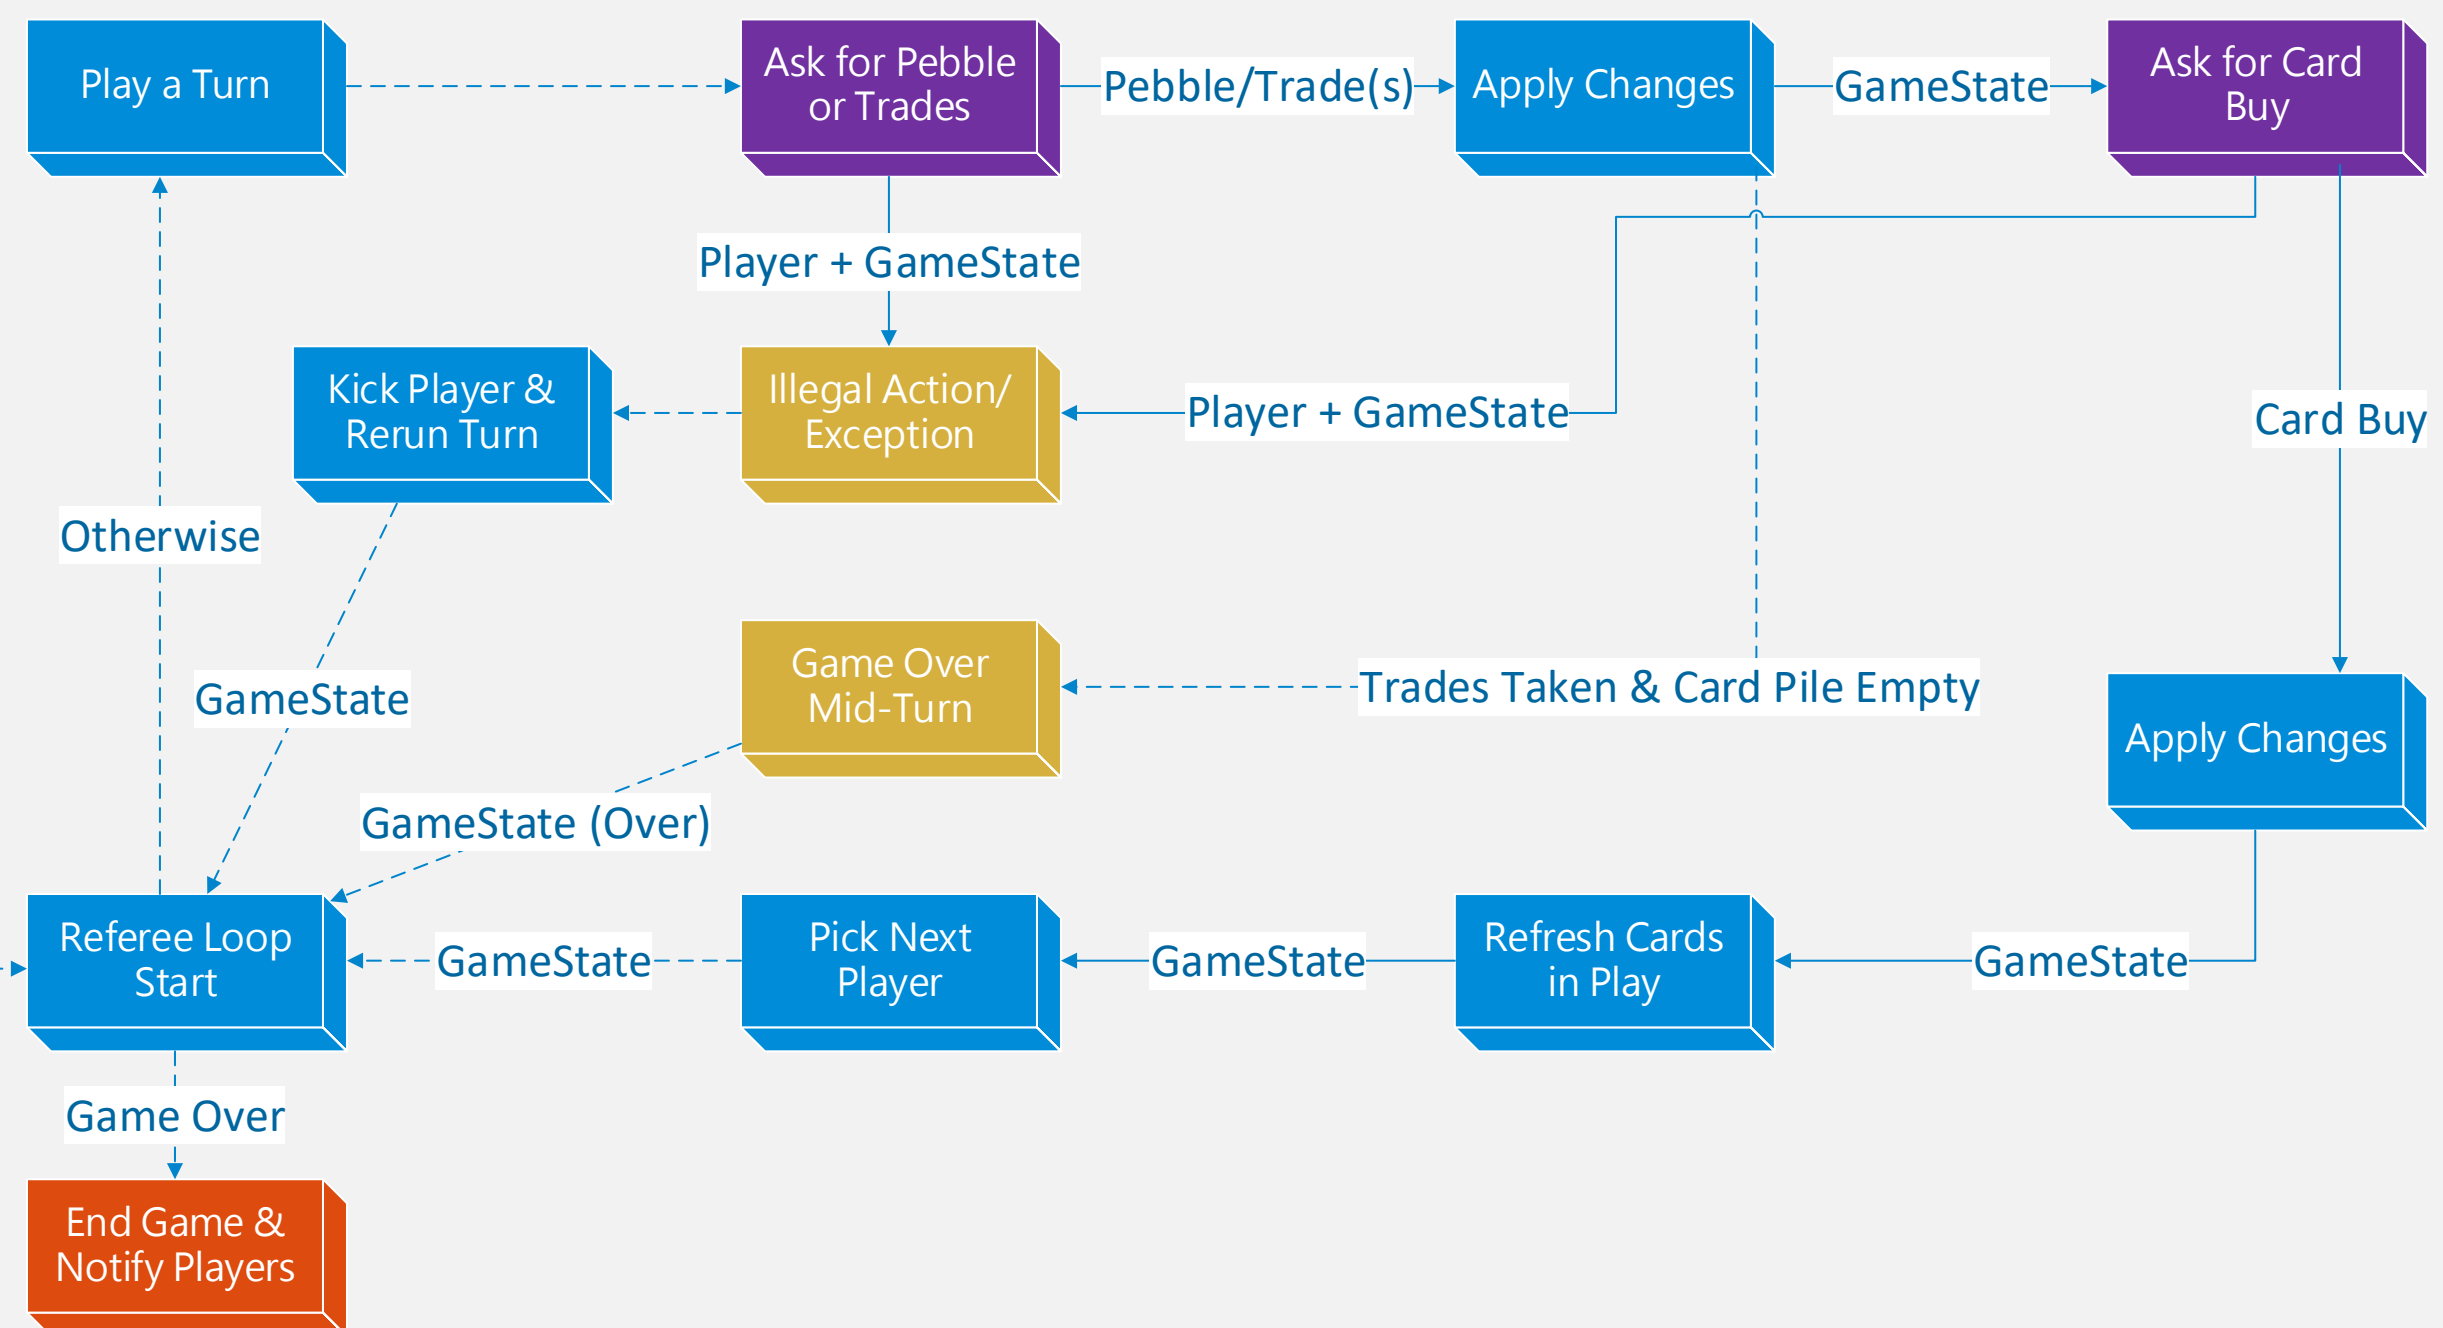 Play a Turn
Ask for Pebble
or Trades
Pebble/Trade(s)
Apply Changes
GameState
Ask for Card
Buy
Player + GameState
Kick Player &
Rerun Turn
Illegal Action/
Exception
Player + GameState
Card Buy
Otherwise
GameState
Game Over
Mid-Turn
Trades Taken & Card Pile Empty
Apply Changes
GameState (Over)
Referee Loop
Start
GameState
Pick Next
Player
GameState
Refresh Cards
in Play
GameState
Game Over
End Game &
Notify Players